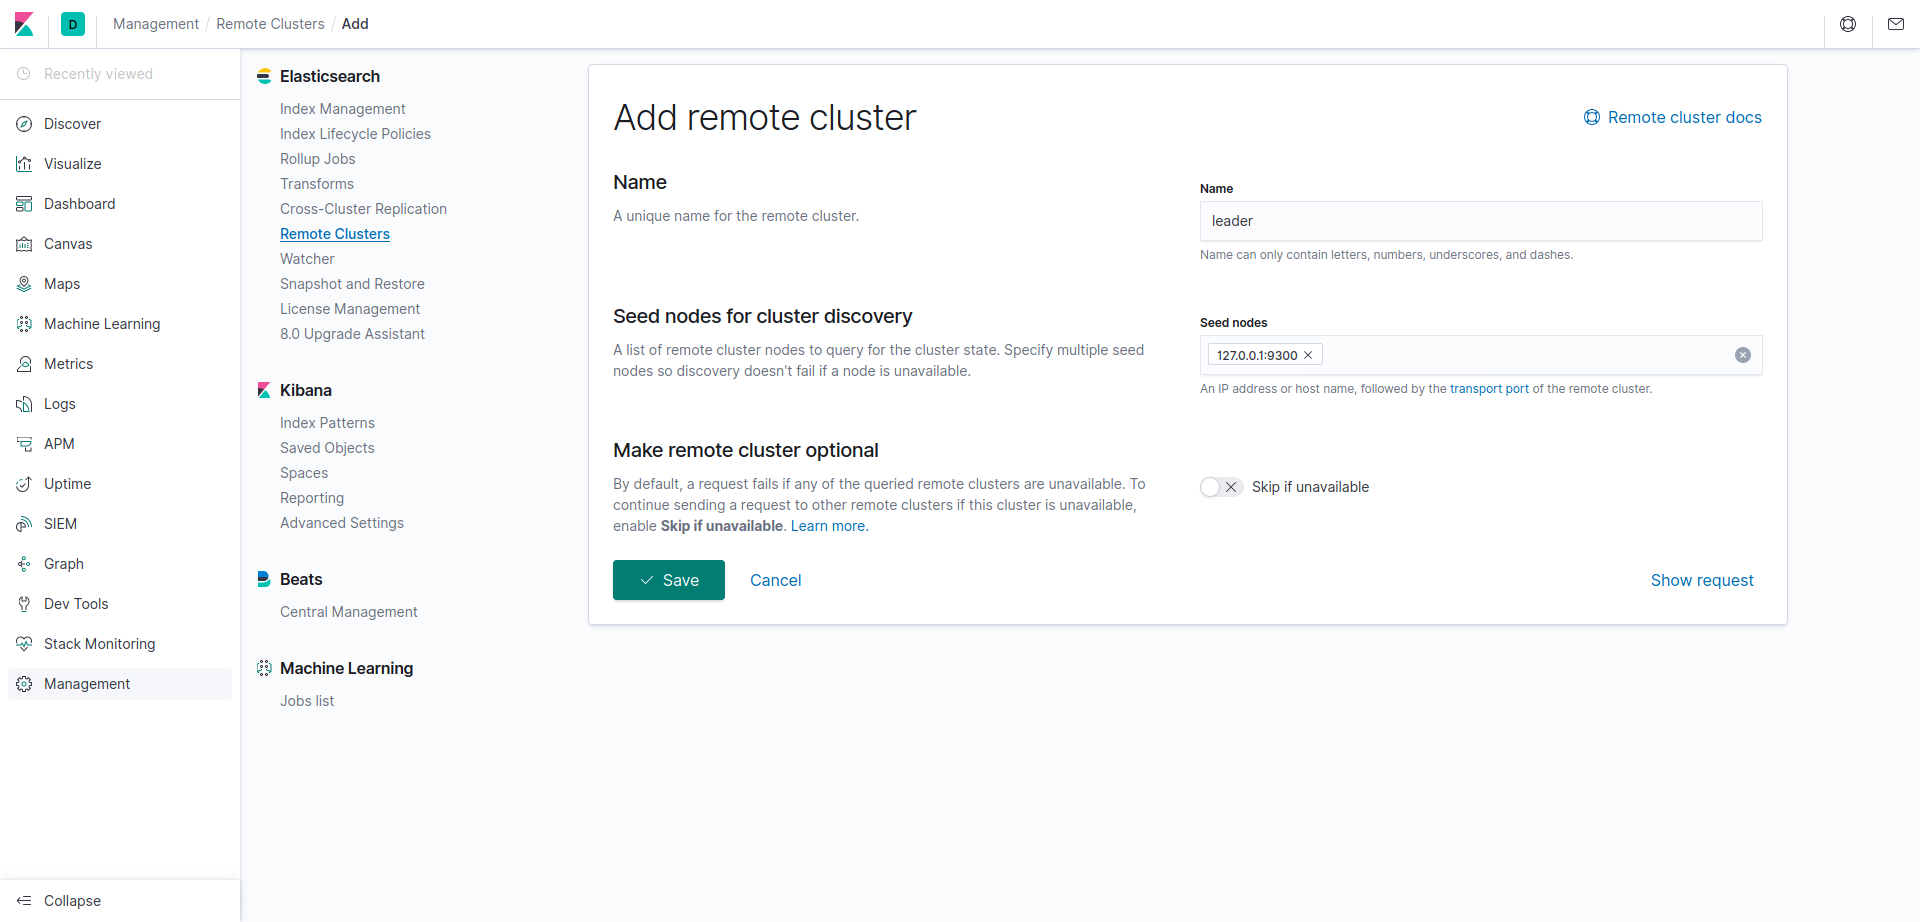 D
Management / Remote Clusters / Add
Recently viewed
Discover
Visualize
Dashboard
Canvas
Maps
Machine Learning
Metrics
Logs
APM
Uptime
SIEM
Graph
Dev Tools
Stack Monitoring
Management
Collapse
Elasticsearch
Index Management
Index Lifecycle Policies
Rollup Jobs
Transforms
Cross-Cluster Replication
Remote Clusters
Watcher
Snapshot and Restore
License Management
8.0 Upgrade Assistant
Kibana
Index Patterns
Saved Objects
Spaces
Reporting
Advanced Settings
Beats
Central Management
Machine Learning
Jobs list
Add remote cluster
Remote cluster docs
Name
A unique name for the remote cluster.
Name
leader
Name can only contain letters, numbers, underscores, and dashes.
Seed nodes for cluster discovery
A list of remote cluster nodes to query for the cluster state. Specify multiple seed
nodes so discovery doesn't fail if a node is unavailable.
Seed nodes
127.0.0.1:9300
An IP address or host name, followed by the transport port of the remote cluster.
Make remote cluster optional
By default, a request fails if any of the queried remote clusters are unavailable. To
continue sending a request to other remote clusters if this cluster is unavailable,
enable Skip if unavailable. Learn more.
Skip if unavailable
Save
Cancel
Show request